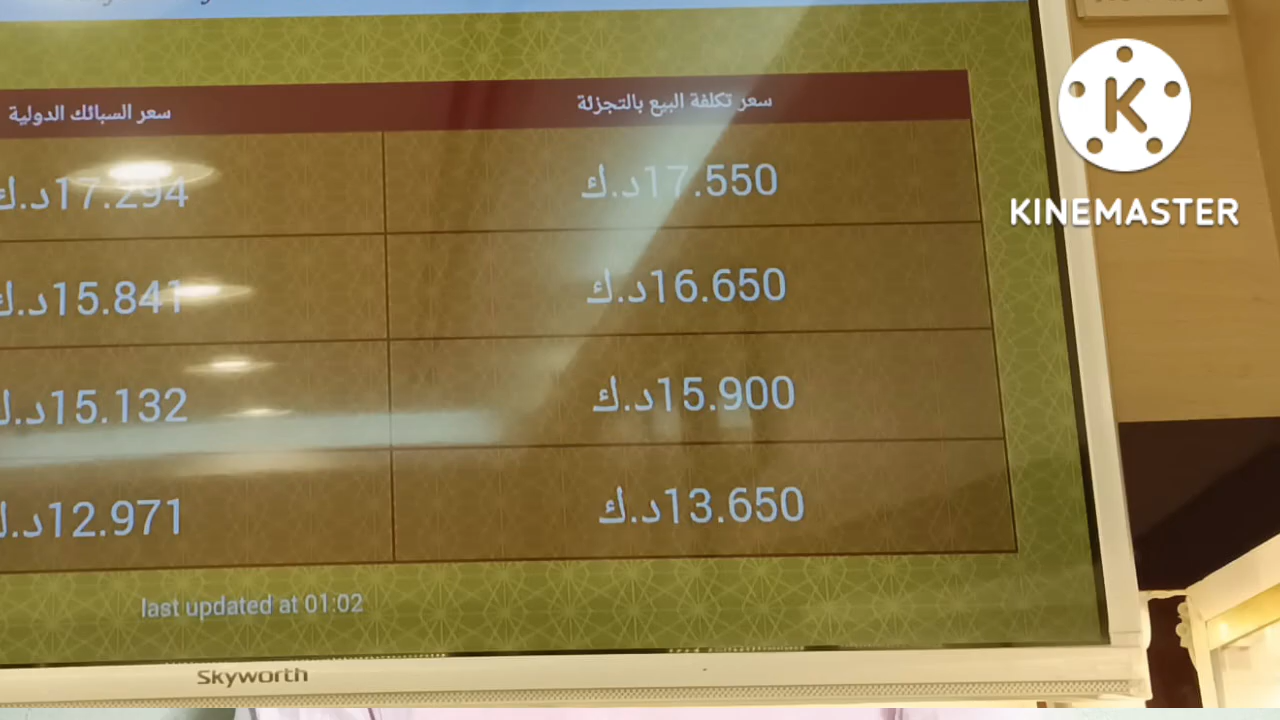 سعر تكلفة البيع بالتجزئة سعر السبائك الدولية
17.550د.ك 17.294د.ك
16.650د.ك 15.841د.ك
15.900د.ك 15.132د.ك
13.650د.ك 12.971د.ك
last updated at 01:02
Skyworth
K
KINEMASTER